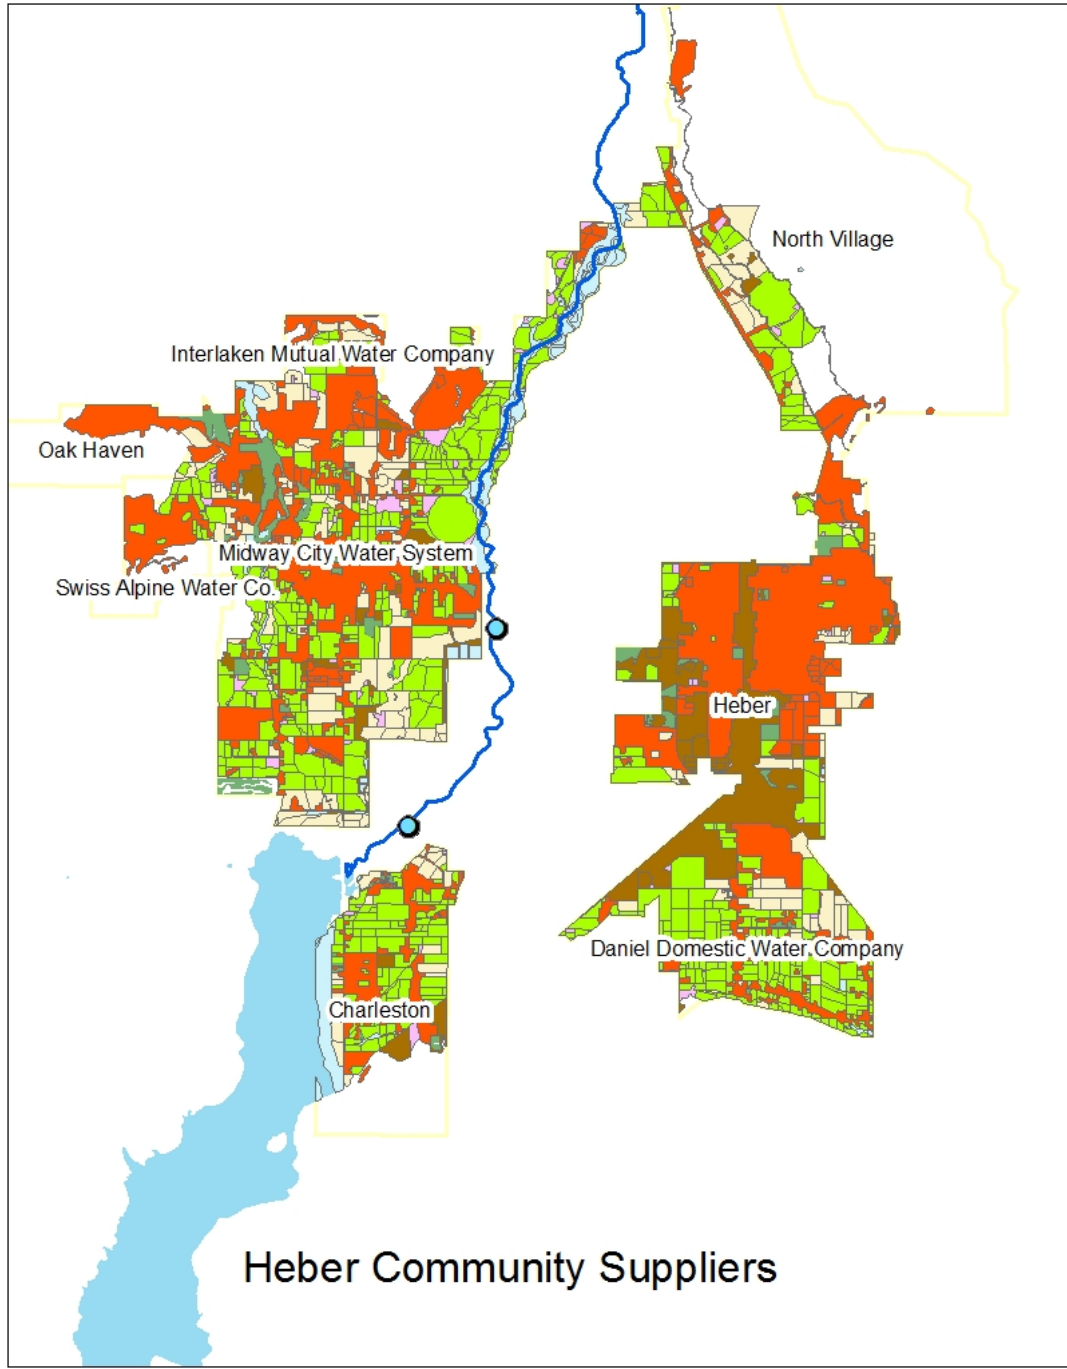 North Village
Interlaken Mutual Water Company
Oak Haven
Midway City Water System
Swiss Alpine Water Co.
Heber
Daniel Domestic Water Company
Charleston
Heber Community Suppliers